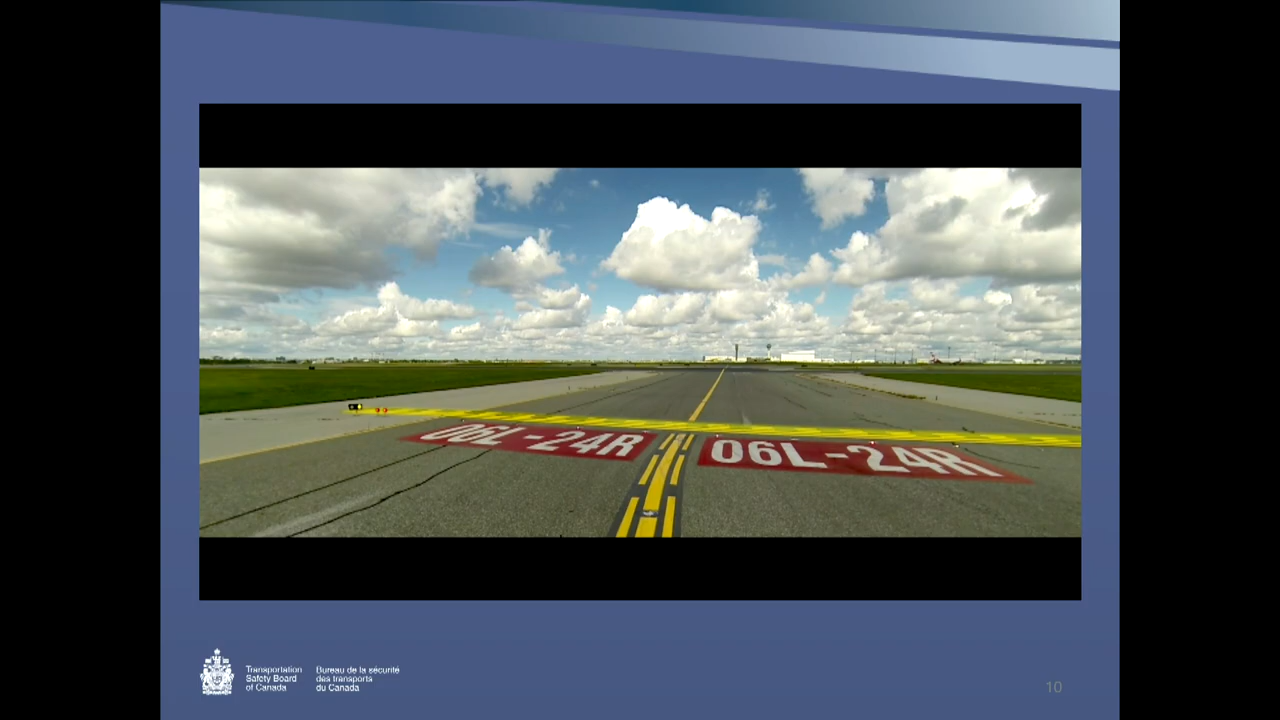 06L-24R 06L-24R
Transportation
Safety Board
of Canada
Bureau de la sécurité
des transports
du Canada
10